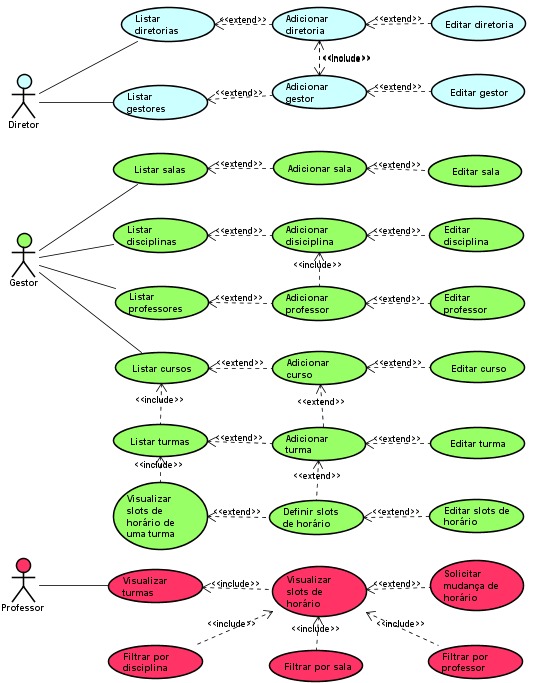 Listar
diretorias
<<extend>>
Adicionar
diretoria
<<extend>>
Editar diretoria
<<include>>
Diretor
Listar
gestores
<<extend>>
Adicionar
gestor
<<extend>>
Editar gestor
Listar salas
<<extend>>
Adicionar sala
<<extend>>
Editar sala
Gestor
Listar
disciplinas
<<extend>>
Adicionar
disiciplina
<<extend>>
Editar
disciplina
<<include>>
Listar
professores
<<extend>>
Adicionar
professor
<<extend>>
Editar
professor
Listar cursos
<<extend>>
Adicionar
curso
<<extend>>
Editar curso
<<include>>
<<extend>>
Listar turmas
<<extend>>
Adicionar
turma
<<extend>>
Editar turma
<<include>>
<<extend>>
Visualizar
slots de
horário de
uma turma
<<extend>>
Definir slots
de horário
<<extend>>
Editar slots de
horário
Professor
Visualizar
turmas
<<include>>
Visualizar
slots de
horário
<<extend>>
Solicitar
mudança de
horário
<<include>>
<<include>>
<<include>>
Filtrar por
disciplina
Filtrar por sala
Filtrar por
professor